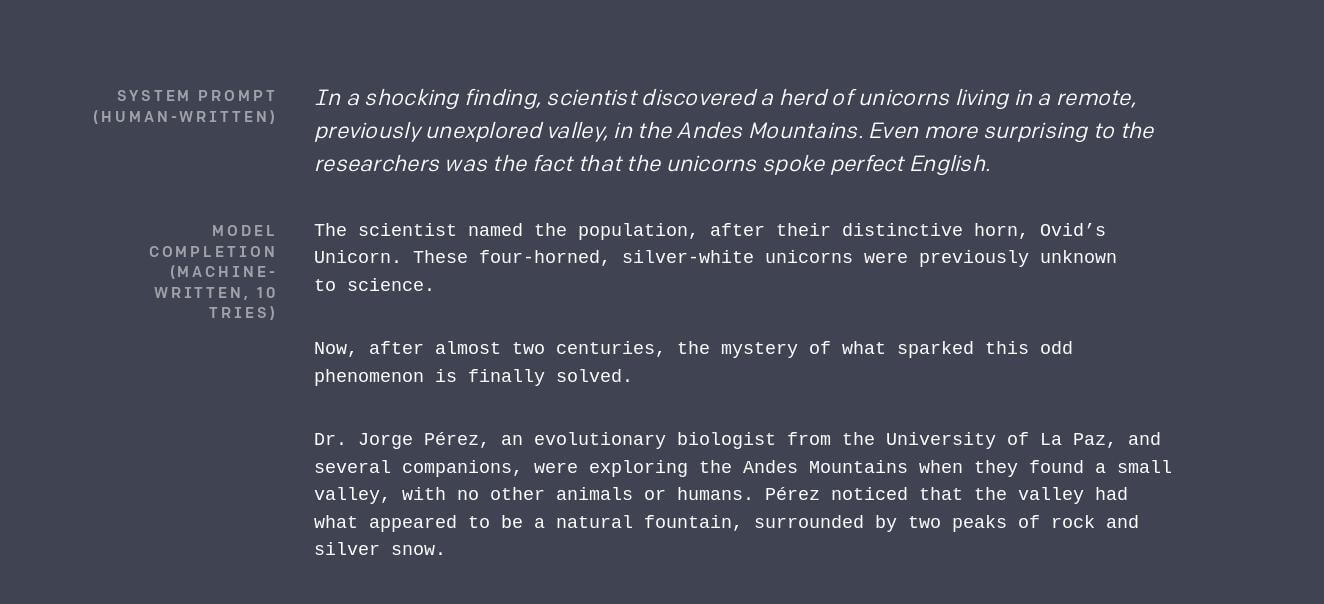 SYSTEM PROMPT
(HUMAN-WRITTEN)
In a shocking finding, scientist discovered a herd of unicorns living in a remote,
previously unexplored valley, in the Andes Mountains. Even more surprising to the
researchers was the fact that the unicorns spoke perfect English.
MODEL
COMPLETION
(MACHINE-
WRITTEN, 10
TRIES)
The scientist named the population, after their distinctive horn, Ovid’s
Unicorn. These four-horned, silver-white unicorns were previously unknown
to science.
Now, after almost two centuries, the mystery of what sparked this odd
phenomenon is finally solved.
Dr. Jorge Pérez, an evolutionary biologist from the University of La Paz, and
several companions, were exploring the Andes Mountains when they found a small
valley, with no other animals or humans. Pérez noticed that the valley had
what appeared to be a natural fountain, surrounded by two peaks of rock and
silver snow.